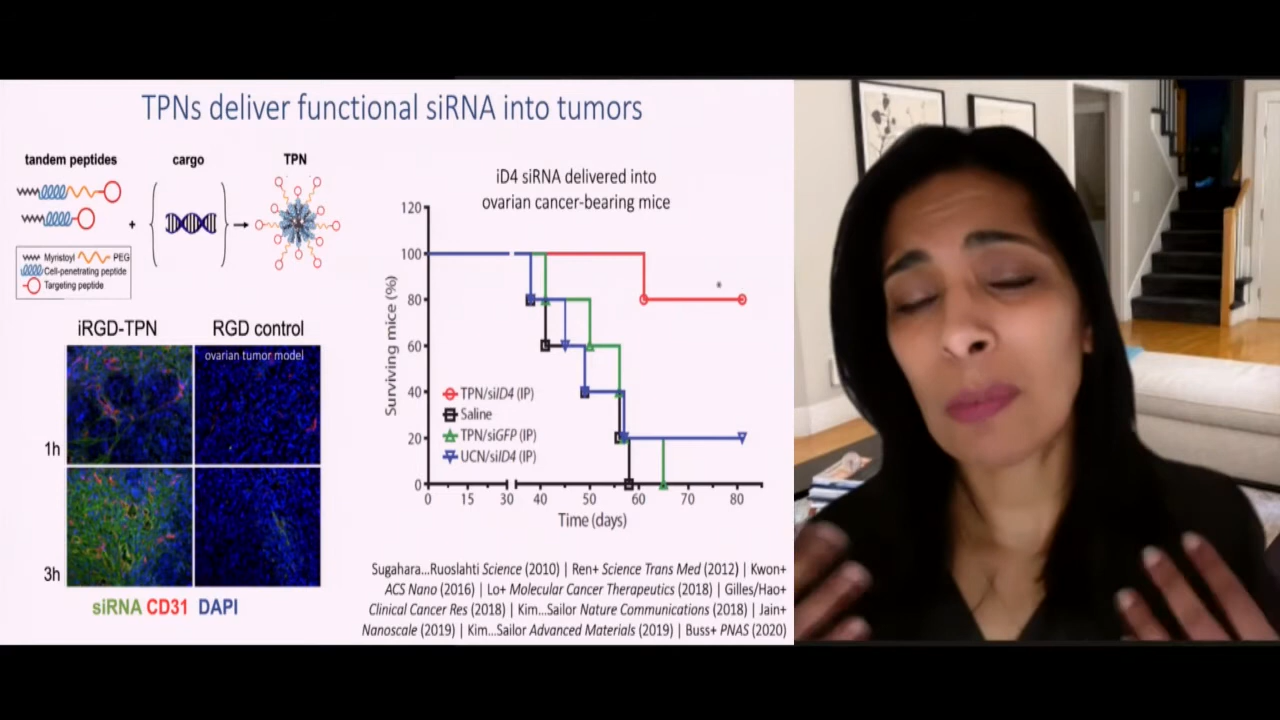 TPNs deliver functional siRNA into tumors
tandem peptides
cargo
TPN
+
Myristoyl
PEG
Cell-penetrating peptide
Targeting peptide
iRGD-TPN
RGD control
ovarian tumor model
1h
3h
siRNA CD31 DAPI
iD4 siRNA delivered into
ovarian cancer-bearing mice
Surviving mice (%)
120
100
80
60
40
20
0
*
TPN/siID4 (IP)
Saline
TPN/siGFP (IP)
UCN/siID4 (IP)
0 15 30 40 50 60 70 80
Time (days)
Sugahara...Ruoslahti Science (2010) | Ren+ Science Trans Med (2012) | Kwon+
ACS Nano (2016) | Lo+ Molecular Cancer Therapeutics (2018) | Gilles/Hao+
Clinical Cancer Res (2018) | Kim...Sailor Nature Communications (2018) | Jain+
Nanoscale (2019) | Kim...Sailor Advanced Materials (2019) | Buss+ PNAS (2020)